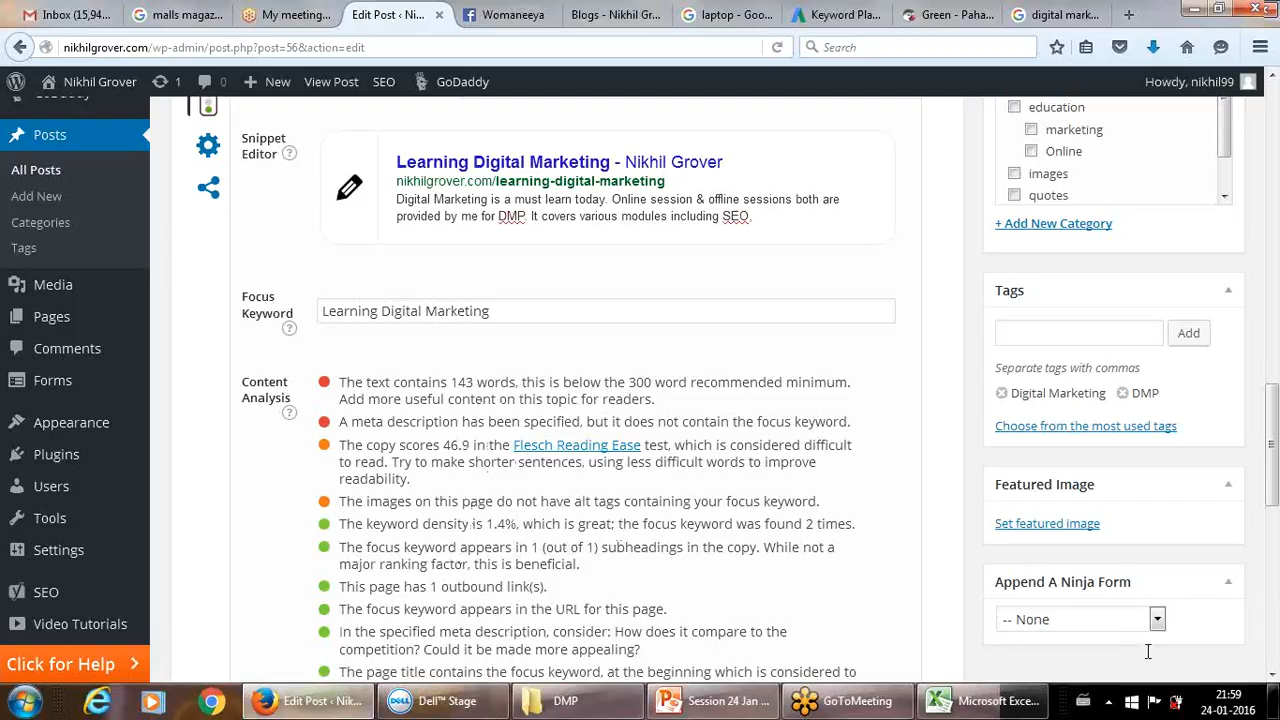 Inbox (15,94...
malls magaz...
My meeting...
Edit Post ‹ Ni...
Womaneeya
Blogs - Nikhil Gr...
laptop - Goo...
Keyword Pla...
Green - Paha...
digital mark...
nikhilgrover.com/wp-admin/post.php?post=56&action=edit
Search
Nikhil Grover
1
0
New
View Post
SEO
GoDaddy
Howdy, nikhil99
Posts
All Posts
Add New
Categories
Tags
Media
Pages
Comments
Forms
Appearance
Plugins
Users
Tools
Settings
SEO
Video Tutorials
Click for Help
Snippet
Editor
Learning Digital Marketing - Nikhil Grover
nikhilgrover.com/learning-digital-marketing
Digital Marketing is a must learn today. Online session & offline sessions both are
provided by me for DMP. It covers various modules including SEO.
Focus
Keyword
Learning Digital Marketing
Content
Analysis
The text contains 143 words, this is below the 300 word recommended minimum.
Add more useful content on this topic for readers.
A meta description has been specified, but it does not contain the focus keyword.
The copy scores 46.9 in the Flesch Reading Ease test, which is considered difficult
to read. Try to make shorter sentences, using less difficult words to improve
readability.
The images on this page do not have alt tags containing your focus keyword.
The keyword density is 1.4%, which is great; the focus keyword was found 2 times.
The focus keyword appears in 1 (out of 1) subheadings in the copy. While not a
major ranking factor, this is beneficial.
This page has 1 outbound link(s).
The focus keyword appears in the URL for this page.
In the specified meta description, consider: How does it compare to the
competition? Could it be made more appealing?
The page title contains the focus keyword, at the beginning which is considered to
education
marketing
Online
images
quotes
+ Add New Category
Tags
Add
Separate tags with commas
Digital Marketing
DMP
Choose from the most used tags
Featured Image
Set featured image
Append A Ninja Form
-- None
Edit Post ‹ Nik...
Dell™ Stage
DMP
Session 24 Jan ...
GoToMeeting
Microsoft Exce...
21:59
24-01-2016